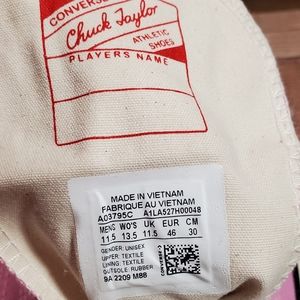 CONVERSE
Chuck Taylor
ATHLETIC
SHOES
PLAYERS NAME
MADE IN VIETNAM
FABRIQUE AU VIETNAM
A03795C A1LA527H00048
MENS WO'S UK EUR CM
11.5 13.5 11.5 46 30
GENDER: UNISEX
UPPER: TEXTILE
LINING: TEXTILE
OUTSOLE: RUBBER
9A 2209 M88
CONVERSE